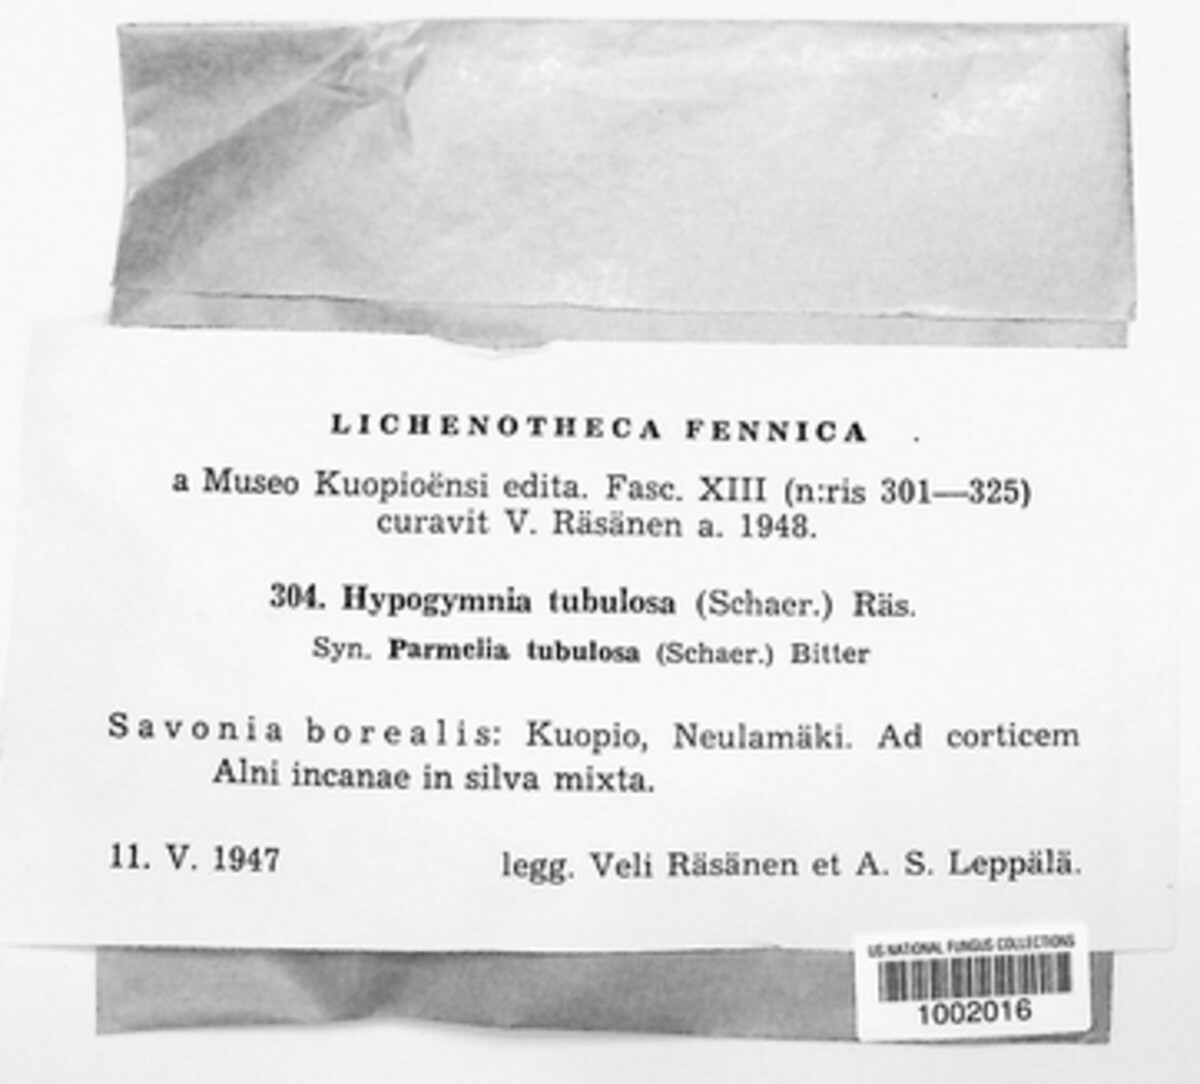 LICHENOTHECA FENNICA
a Museo Kuopioënsi edita. Fasc. XIII (n:ris 301—325)
curavit V. Räsänen a. 1948.
304. Hypogymnia tubulosa (Schaer.) Räs.
Syn. Parmelia tubulosa (Schaer.) Bitter
Savonia borealis: Kuopio, Neulamäki. Ad corticem
Alni incanae in silva mixta.
11. V. 1947 legg. Veli Räsänen et A. S. Leppälä.
US NATIONAL FUNGUS COLLECTIONS
1002016